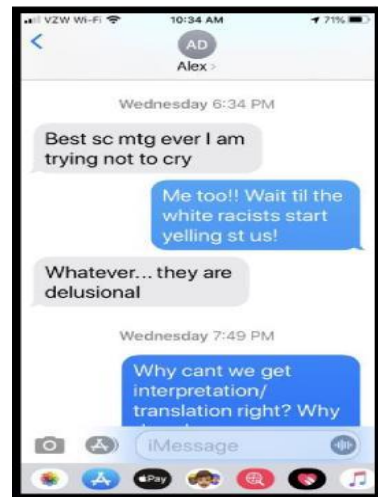 VZW Wi-Fi 10:34 AM 71%
AD
Alex >
Wednesday 6:34 PM
Best sc mtg ever I am
trying not to cry
Me too!! Wait til the
white racists start
yelling st us!
Whatever... they are
delusional
Wednesday 7:49 PM
Why cant we get
interpretation/
translation right? Why
iMessage
Pay